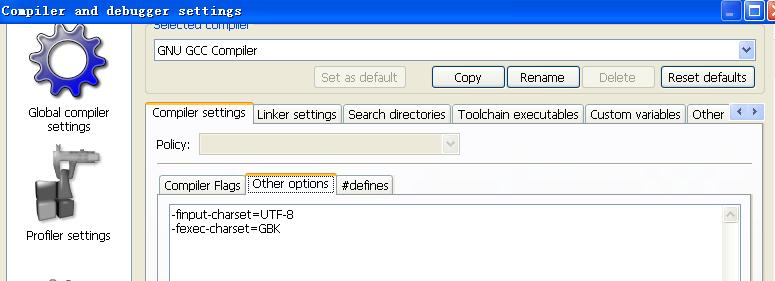 Compiler and debugger settings
Selected compiler
GNU GCC Compiler
Set as default
Copy
Rename
Delete
Reset defaults
Global compiler
settings
Compiler settings
Linker settings
Search directories
Toolchain executables
Custom variables
Other
Policy:
Compiler Flags
Other options
#defines
-finput-charset=UTF-8
-fexec-charset=GBK
Profiler settings